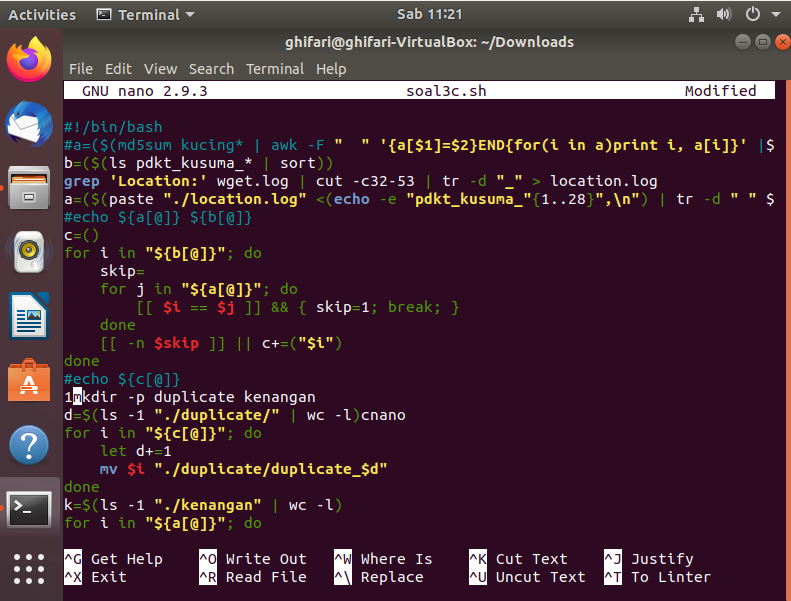 Activities Terminal Sab 11:21
ghifari@ghifari-VirtualBox: ~/Downloads
File Edit View Search Terminal Help
GNU nano 2.9.3 soal3c.sh Modified
#!/bin/bash
#a=($(md5sum kucing* | awk -F "  " '{a[$1]=$2}END{for(i in a)print i, a[i]}' |$
b=($(ls pdkt_kusuma_* | sort))
grep 'Location:' wget.log | cut -c32-53 | tr -d "_" > location.log
a=($(paste "./location.log" <(echo -e "pdkt_kusuma_"{1..28}",\n") | tr -d " " $
#echo ${a[@]} ${b[@]}
c=()
for i in "${b[@]}"; do
    skip=
    for j in "${a[@]}"; do
        [[ $i == $j ]] && { skip=1; break; }
    done
    [[ -n $skip ]] || c+=("$i")
done
#echo ${c[@]}
1mkdir -p duplicate kenangan
d=$(ls -1 "./duplicate/" | wc -l)cnano
for i in "${c[@]}"; do
    let d+=1
    mv $i "./duplicate/duplicate_$d"
done
k=$(ls -1 "./kenangan" | wc -l)
for i in "${a[@]}"; do
^G Get Help ^O Write Out ^W Where Is ^K Cut Text ^J Justify
^X Exit ^R Read File ^\ Replace ^U Uncut Text ^T To Linter